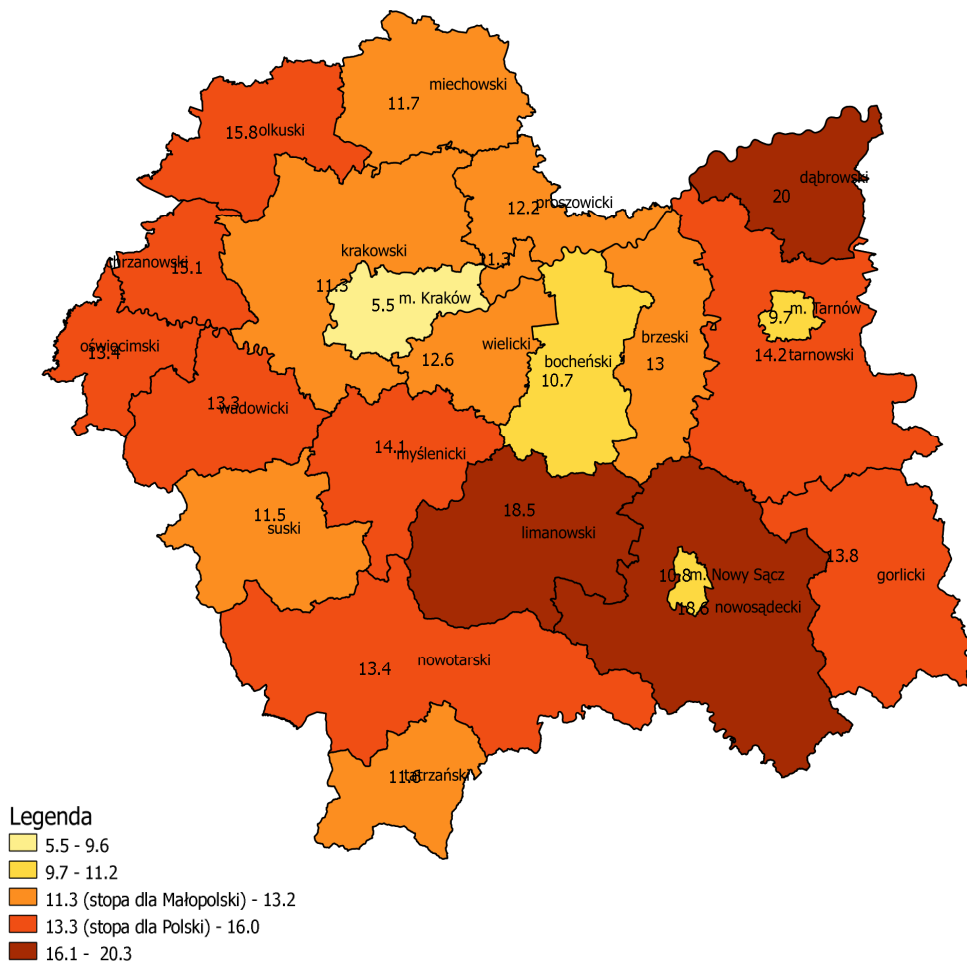 miechowski
11.7
15.8 olkuski
dąbrowski
20
proszowicki
12.2
krakowski
11.3
chrzanowski
15.1
11.3
m. Kraków
5.5
m. Tarnów
9.7
oświęcimski
13.4
wielicki
12.6
bocheński
10.7
brzeski
13
14.2 tarnowski
13.3
wadowicki
14.1
myślenicki
11.5
suski
18.5
limanowski
13.8
gorlicki
10.8 m. Nowy Sącz
18.6 nowosądecki
nowotarski
13.4
11.6 tatrzański
Legenda
5.5 - 9.6
9.7 - 11.2
11.3 (stopa dla Małopolski) - 13.2
13.3 (stopa dla Polski) - 16.0
16.1 - 20.3